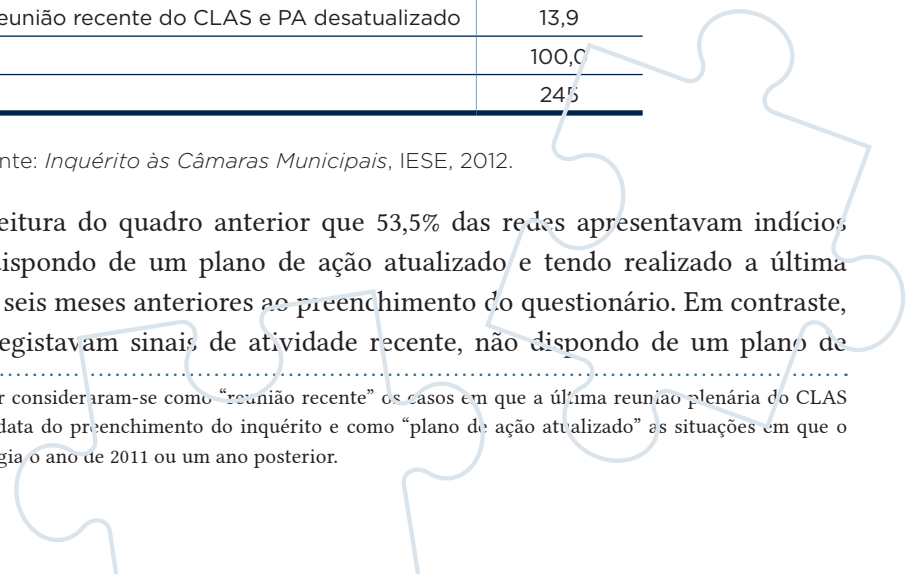 eunião recente do CLAS e PA desatualizado 13,9
100,0
245
nte: Inquérito às Câmaras Municipais, IESE, 2012.
eitura do quadro anterior que 53,5% das redes apresentavam indícios
ispondo de um plano de ação atualizado e tendo realizado a última
seis meses anteriores ao preenchimento do questionário. Em contraste,
egistavam sinais de atividade recente, não dispondo de um plano de
r consideraram-se como “reunião recente” os casos em que a última reunião plenária do CLAS
data do preenchimento do inquérito e como “plano de ação atualizado” as situações em que o
gia o ano de 2011 ou um ano posterior.